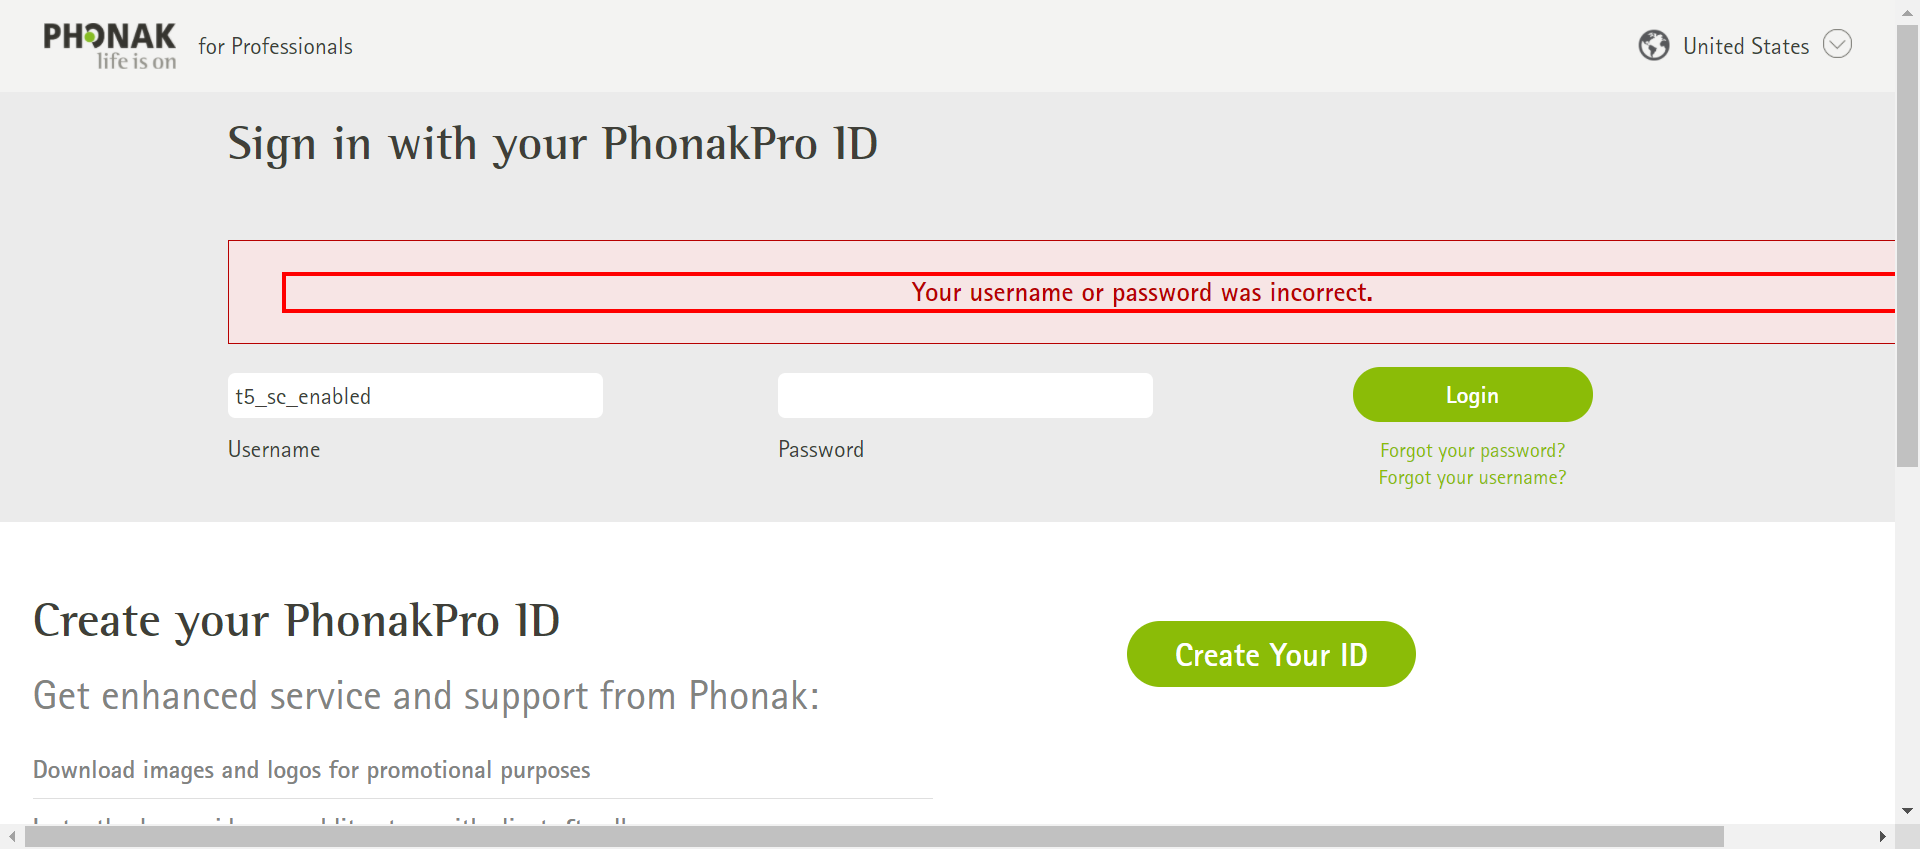 PHONAK
life is on
for Professionals
United States
Sign in with your PhonakPro ID
Your username or password was incorrect.
t5_sc_enabled
Login
Username
Password
Forgot your password?
Forgot your username?
Create your PhonakPro ID
Create Your ID
Get enhanced service and support from Phonak:
Download images and logos for promotional purposes